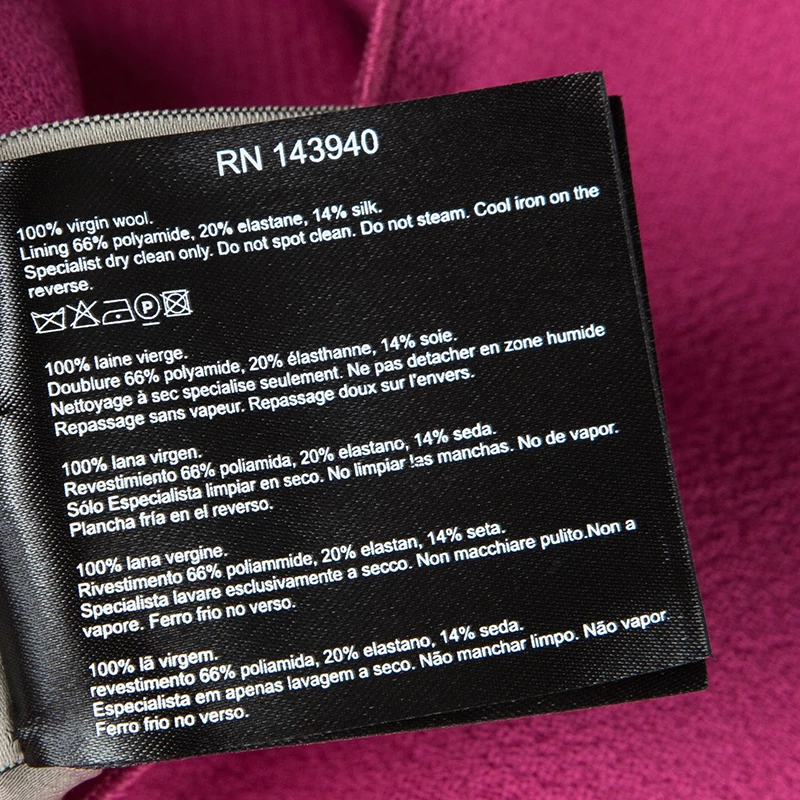 RN 143940
100% virgin wool.
Lining 66% polyamide, 20% elastane, 14% silk.
Specialist dry clean only. Do not spot clean. Do not steam. Cool iron on the
reverse.
P
100% laine vierge.
Doublure 66% polyamide, 20% élasthanne, 14% soie.
Nettoyage à sec specialise seulement. Ne pas detacher en zone humide
Repassage sans vapeur. Repassage doux sur l'envers.
100% lana virgen.
Revestimiento 66% poliamida, 20% elastano, 14% seda.
Sólo Especialista limpiar en seco. No limpiar las manchas. No de vapor.
Plancha fría en el reverso.
100% lana vergine.
Rivestimento 66% poliammide, 20% elastan, 14% seta.
Specialista lavare esclusivamente a secco. Non macchiare pulito.Non a
vapore. Ferro frio no verso.
100% lã virgem.
revestimento 66% poliamida, 20% elastano, 14% seda.
Especialista em apenas lavagem a seco. Não manchar limpo. Não vapor.
Ferro frio no verso.